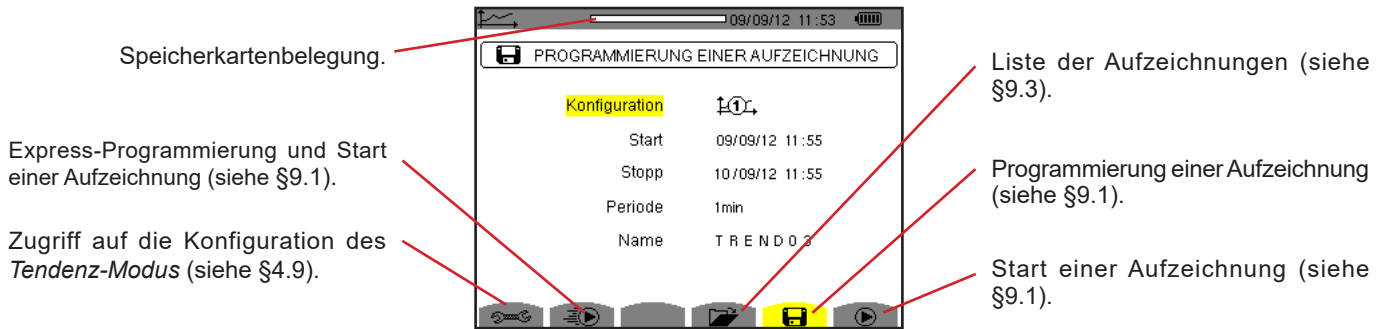 Speicherkartenbelegung.
Express-Programmierung und Start
einer Aufzeichnung (siehe §9.1).
Zugriff auf die Konfiguration des
Tendenz-Modus (siehe §4.9).
09/09/12 11:53
PROGRAMMIERUNG EINER AUFZEICHNUNG
Konfiguration 1
Start 09/09/12 11:55
Stopp 10/09/12 11:55
Periode 1min
Name TREND03
Liste der Aufzeichnungen (siehe
§9.3).
Programmierung einer Aufzeichnung
(siehe §9.1).
Start einer Aufzeichnung (siehe
§9.1).